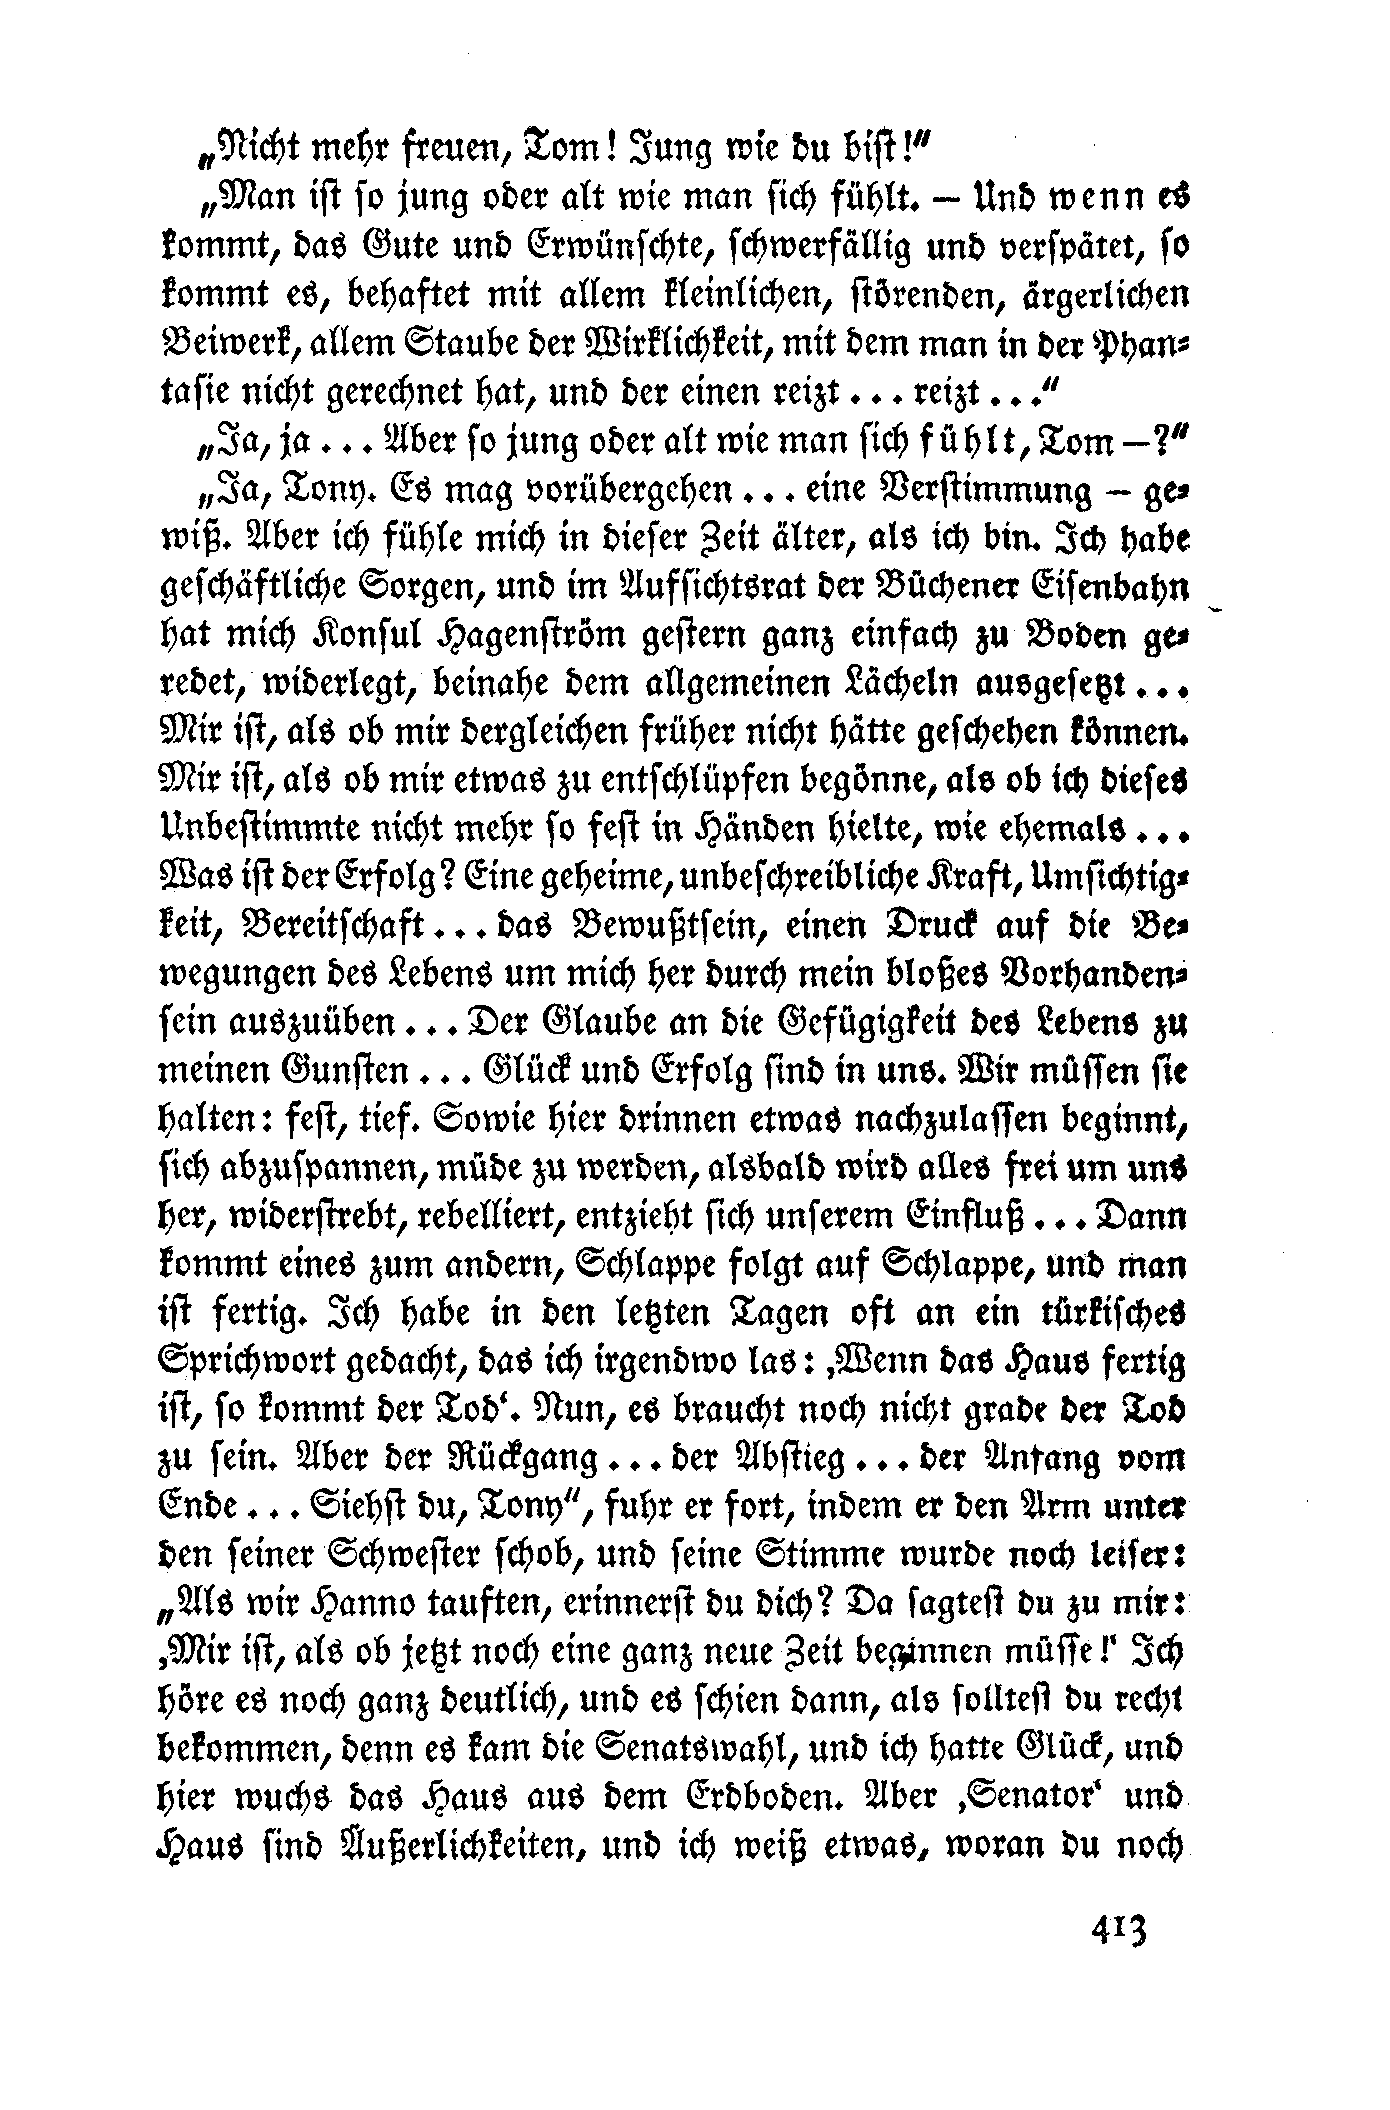 „Nicht mehr freuen, Tom! Jung wie du bist!“
„Man ist so jung oder alt wie man sich fühlt. — Und wenn es
kommt, das Gute und Erwünschte, schwerfällig und verspätet, so
kommt es, behaftet mit allem kleinlichen, störenden, ärgerlichen
Beiwerk, allem Staube der Wirklichkeit, mit dem man in der Phan-
tasie nicht gerechnet hat, und der einen reizt... reizt...“
„Ja, ja... Aber so jung oder alt wie man sich fühlt, Tom —?“
„Ja, Tony. Es mag vorübergehen... eine Verstimmung — ge-
wiß. Aber ich fühle mich in dieser Zeit älter, als ich bin. Ich habe
geschäftliche Sorgen, und im Aufsichtsrat der Büchener Eisenbahn
hat mich Konsul Hagenström gestern ganz einfach zu Boden ge-
redet, widerlegt, beinahe dem allgemeinen Lächeln ausgesetzt...
Mir ist, als ob mir dergleichen früher nicht hätte geschehen können.
Mir ist, als ob mir etwas zu entschlüpfen begönne, als ob ich dieses
Unbestimmte nicht mehr so fest in Händen hielte, wie ehemals...
Was ist der Erfolg? Eine geheime, unbeschreibliche Kraft, Umsichtig-
keit, Bereitschaft... das Bewußtsein, einen Druck auf die Be-
wegungen des Lebens um mich her durch mein bloßes Vorhanden-
sein auszuüben... Der Glaube an die Gefügigkeit des Lebens zu
meinen Gunsten... Glück und Erfolg sind in uns. Wir müssen sie
halten: fest, tief. Sowie hier drinnen etwas nachzulassen beginnt,
sich abzuspannen, müde zu werden, alsbald wird alles frei um uns
her, widerstrebt, rebelliert, entzieht sich unserem Einfluß... Dann
kommt eines zum andern, Schlappe folgt auf Schlappe, und man
ist fertig. Ich habe in den letzten Tagen oft an ein türkisches
Sprichwort gedacht, das ich irgendwo las: ‚Wenn das Haus fertig
ist, so kommt der Tod‘. Nun, es braucht noch nicht grade der Tod
zu sein. Aber der Rückgang... der Abstieg... der Anfang vom
Ende... Siehst du, Tony“, fuhr er fort, indem er den Arm unter
den seiner Schwester schob, und seine Stimme wurde noch leiser:
„Als wir Hanno tauften, erinnerst du dich? Da sagtest du zu mir:
‚Mir ist, als ob jetzt noch eine ganz neue Zeit beginnen müsse!‘ Ich
höre es noch ganz deutlich, und es schien dann, als solltest du recht
bekommen, denn es kam die Senatswahl, und ich hatte Glück, und
hier wuchs das Haus aus dem Erdboden. Aber ‚Senator‘ und
Haus sind Äußerlichkeiten, und ich weiß etwas, woran du noch
413